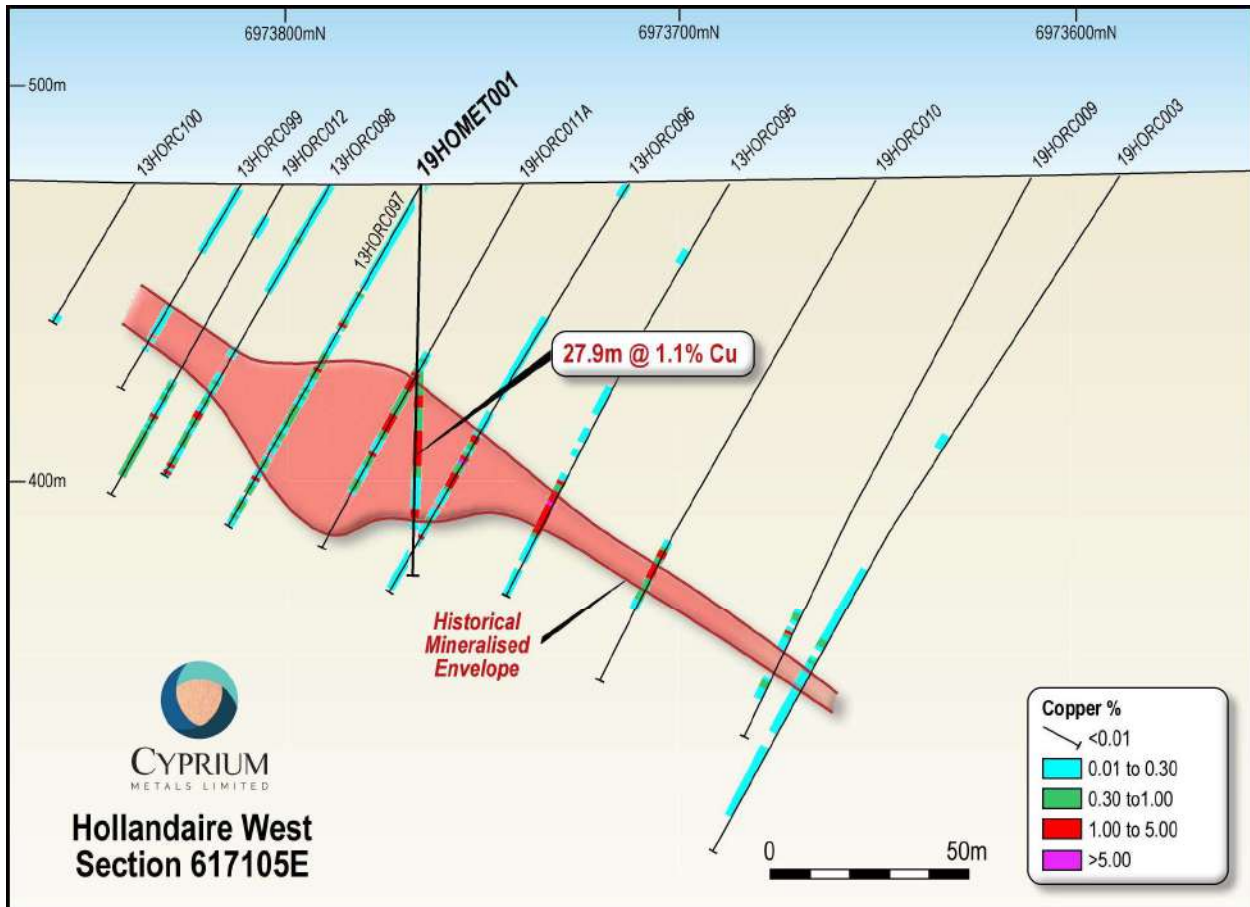 6973800mN
6973700mN
6973600mN
500m
13HORC100
13HORC099
19HORC012
13HORC098
19HOMET001
19HORC011A
13HORC096
13HORC095
19HORC010
19HORC009
19HORC003
13HORC097
27.9m @ 1.1% Cu
400m
Historical
Mineralised
Envelope
CYPRIUM
METALS LIMITED
Hollandaire West
Section 617105E
0
50m
Copper %
<0.01
0.01 to 0.30
0.30 to1.00
1.00 to 5.00
>5.00